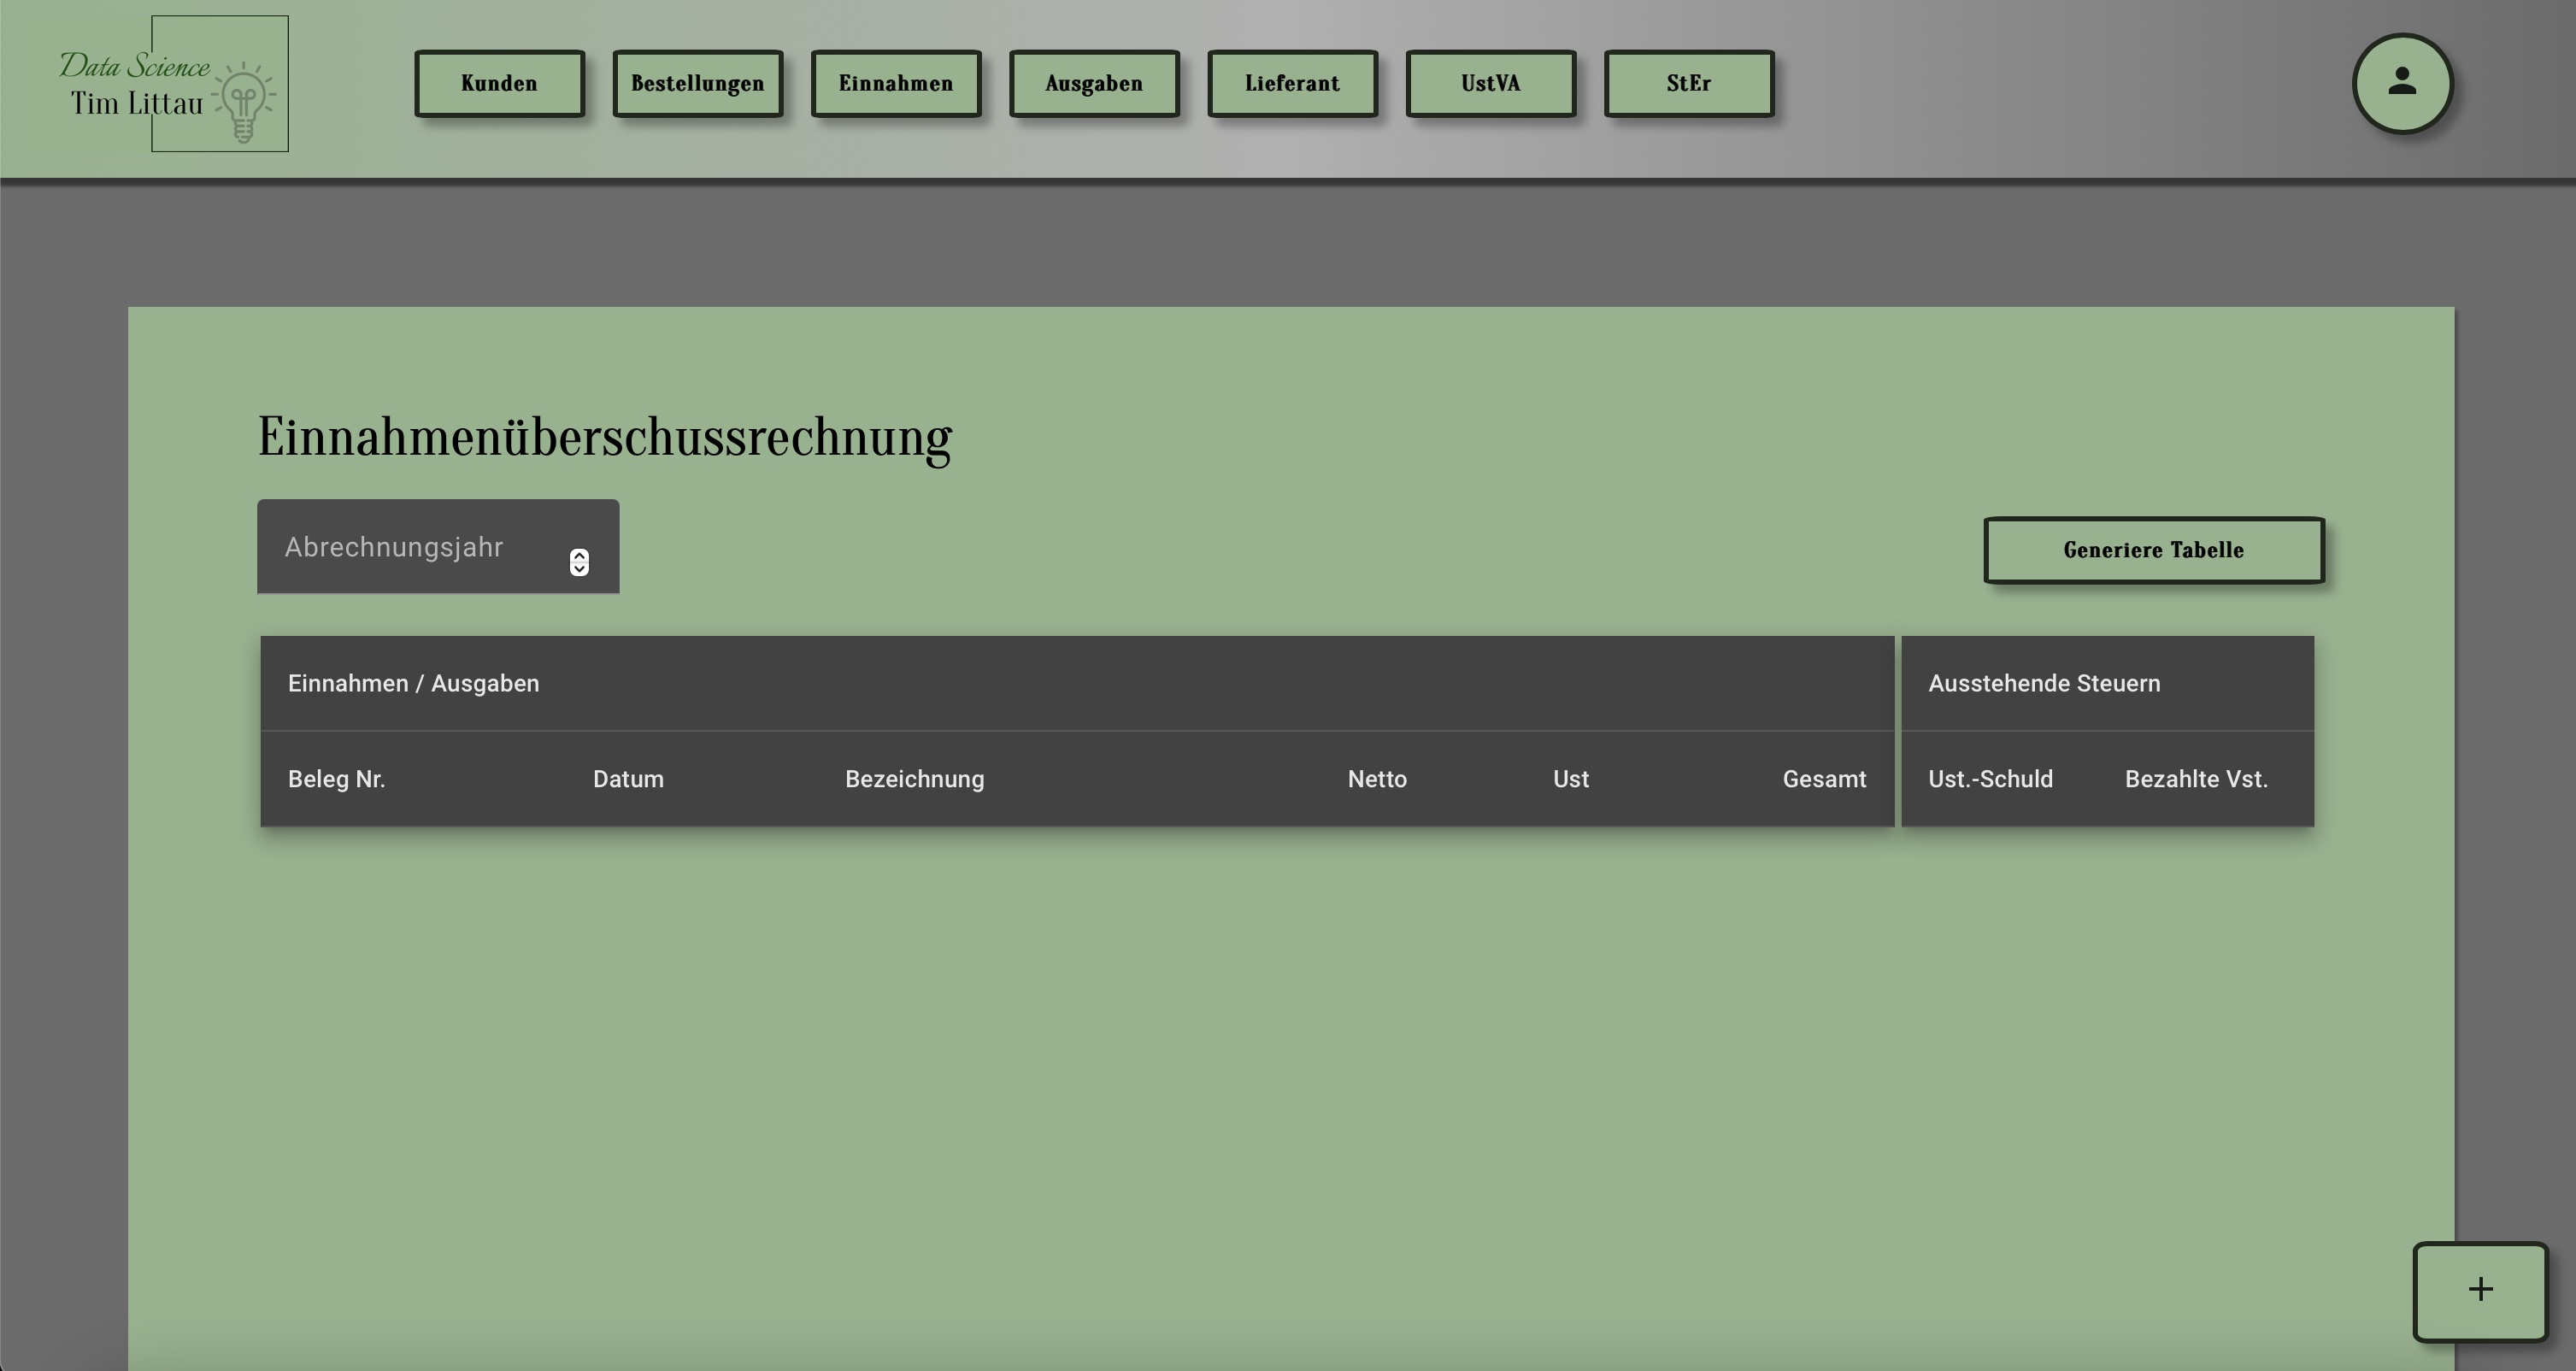 Data Science
Tim Littau
Kunden
Bestellungen
Einnahmen
Ausgaben
Lieferant
UstVA
StEr
Einnahmenüberschussrechnung
Abrechnungsjahr
Generiere Tabelle
Einnahmen / Ausgaben
Ausstehende Steuern
Beleg Nr. Datum Bezeichnung Netto Ust Gesamt Ust.-Schuld Bezahlte Vst.
+